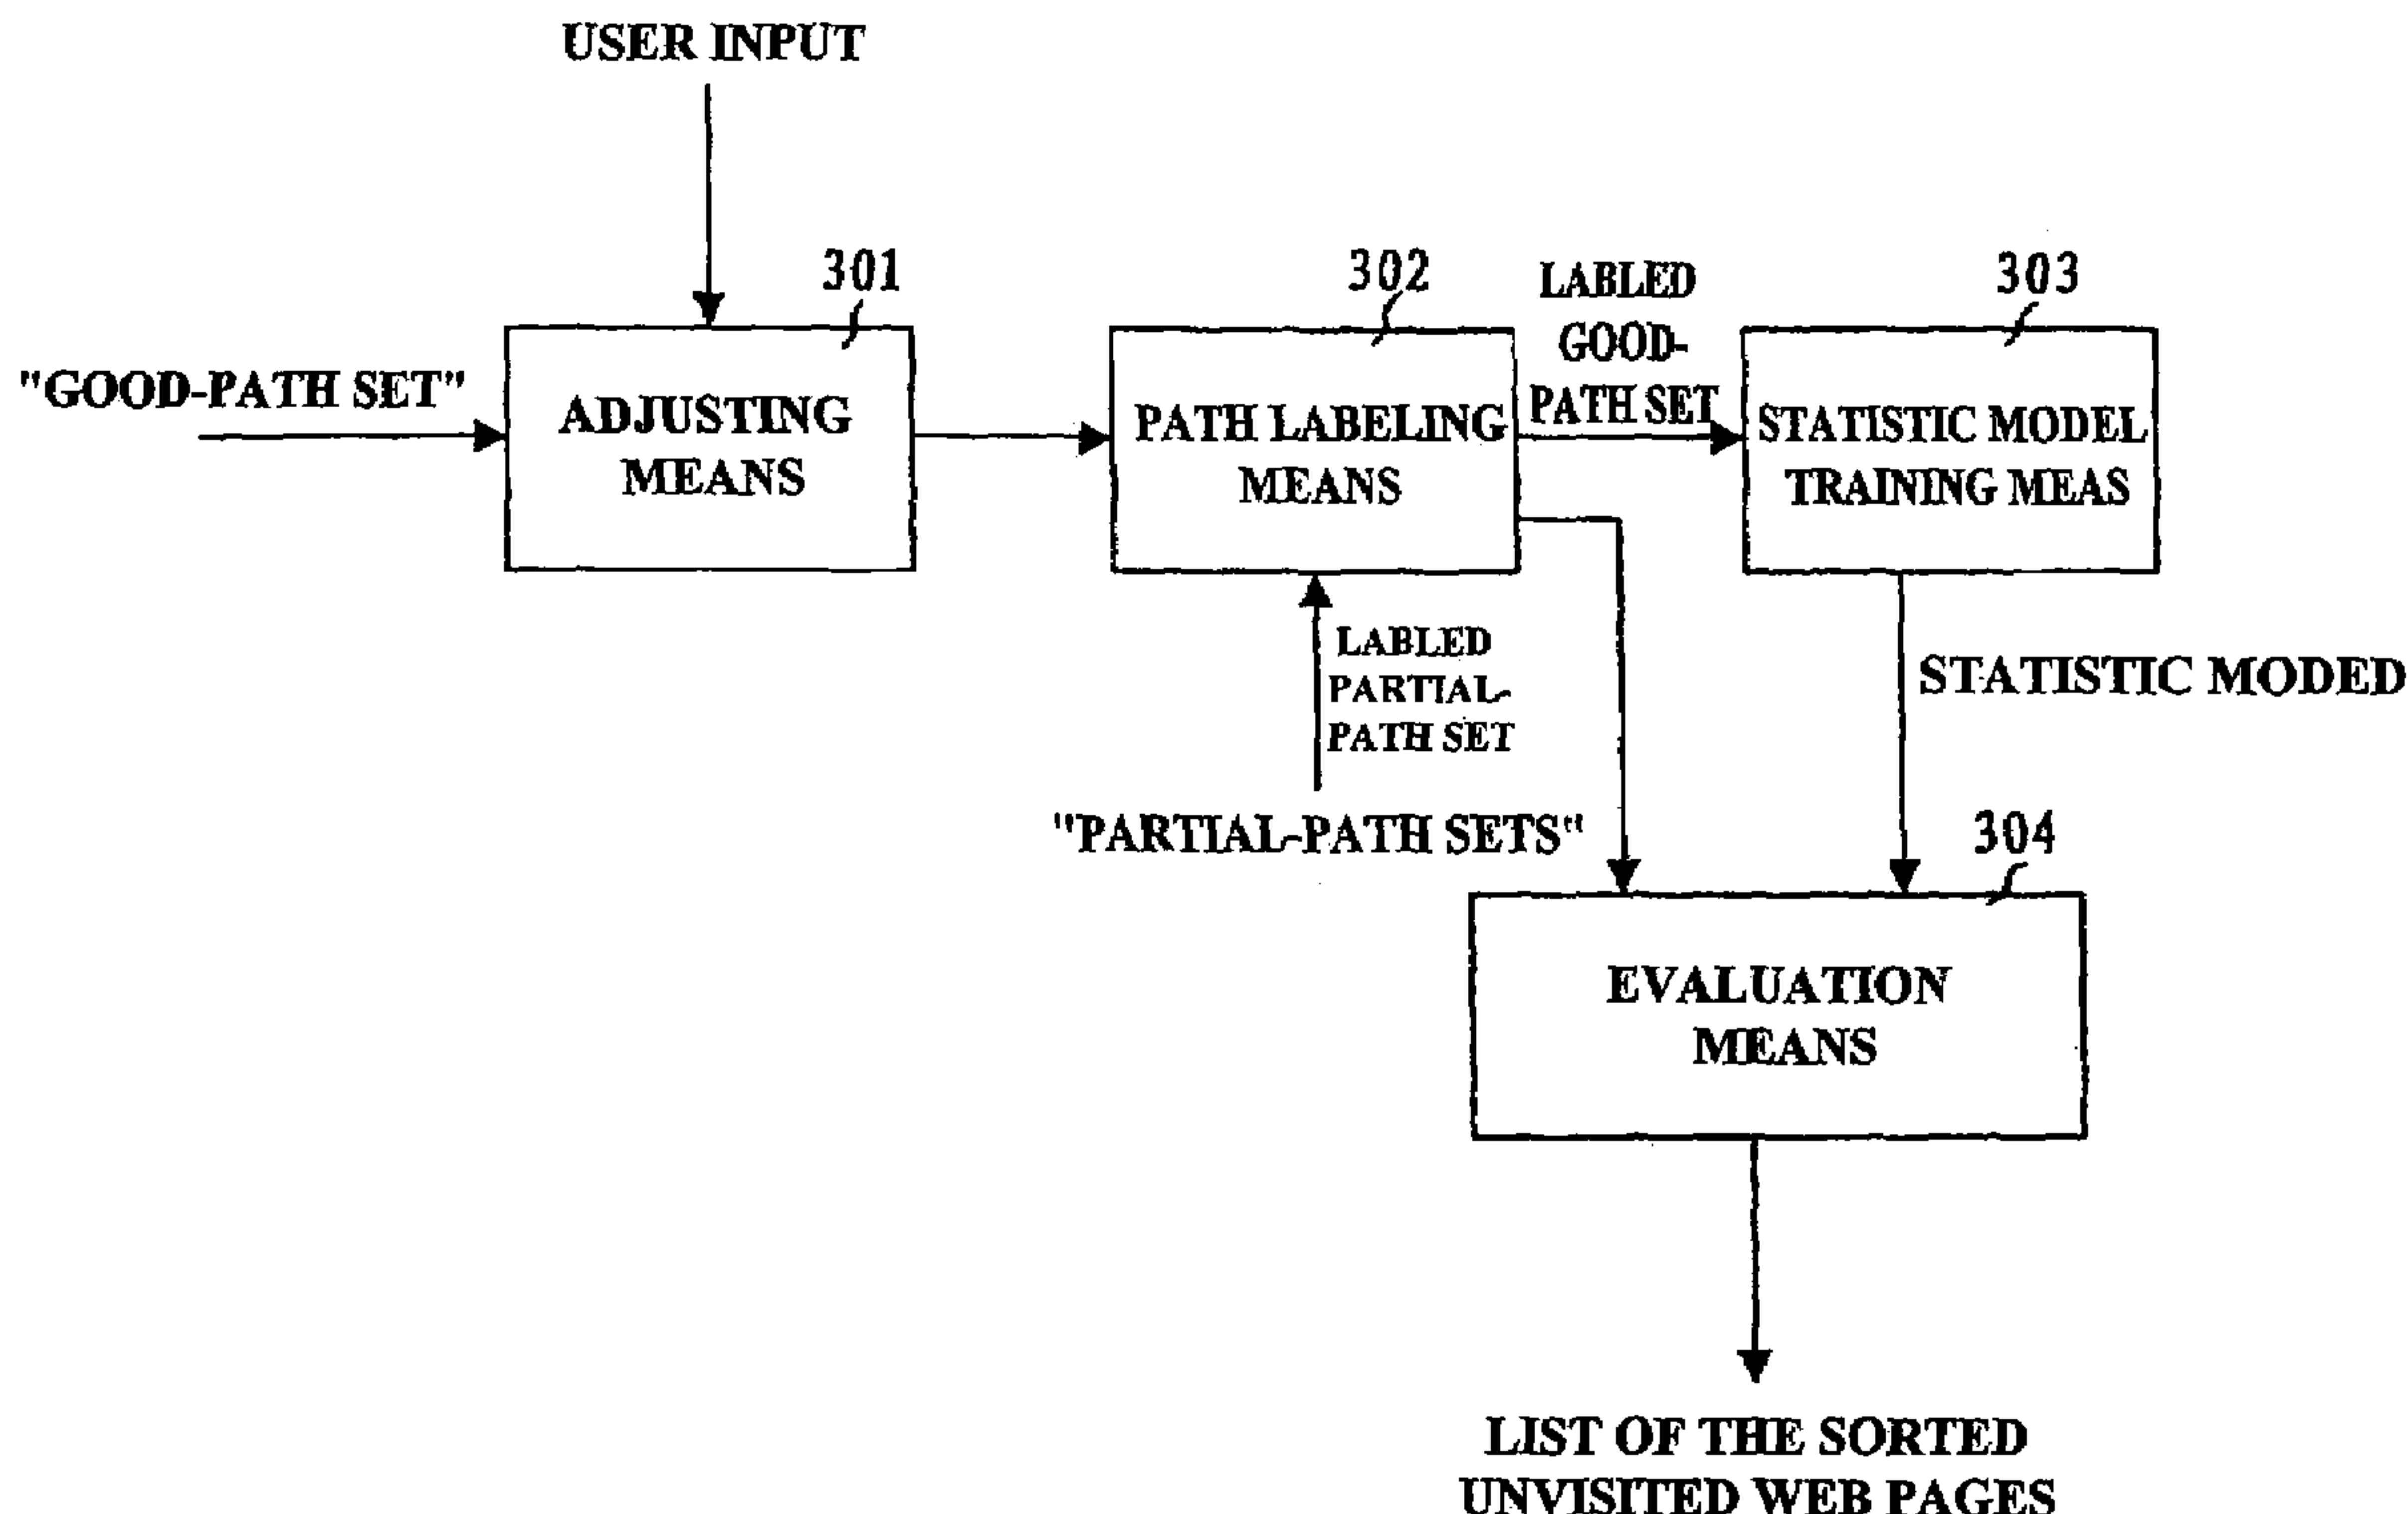 USER INPUT
301
302
LABLED
GOOD-
PATH SET
303
"GOOD-PATH SET"
ADJUSTING
MEANS
PATH LABELING
MEANS
STATISTIC MODEL
TRAINING MEAS
LABLED
PARTIAL-
PATH SET
STATISTIC MODED
"PARTIAL-PATH SETS"
304
EVALUATION
MEANS
LIST OF THE SORTED
UNVISITED WEB PAGES